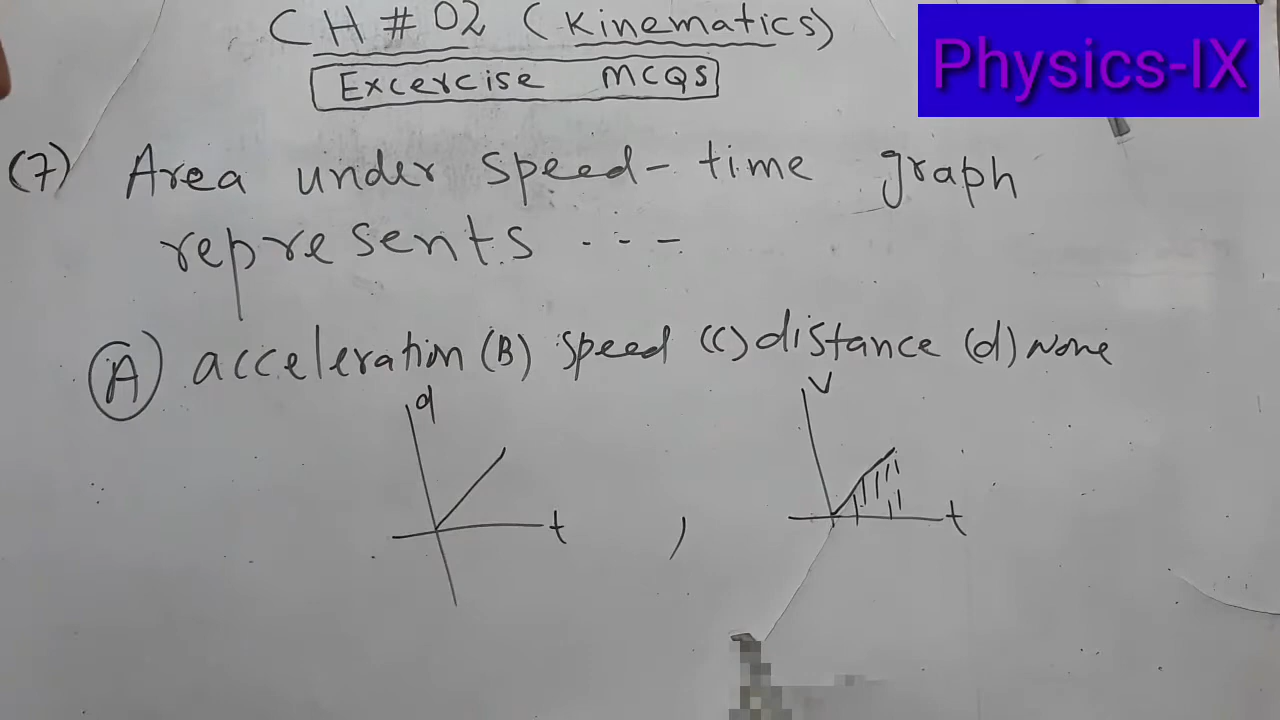 CH # 02 (Kinematics)
Physics-IX
Excercise MCQS
(7) Area under speed-time graph
represents ---
(A) acceleration (B) speed (C) distance (d) None
d
v
t
,
t